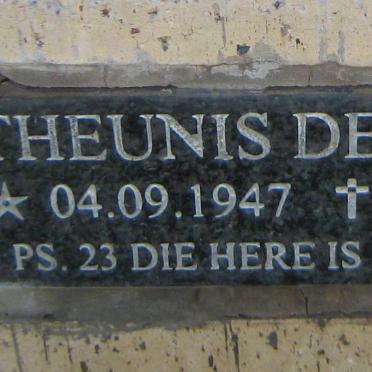 THEUNIS DE
04.09.1947
PS. 23 DIE HERE IS